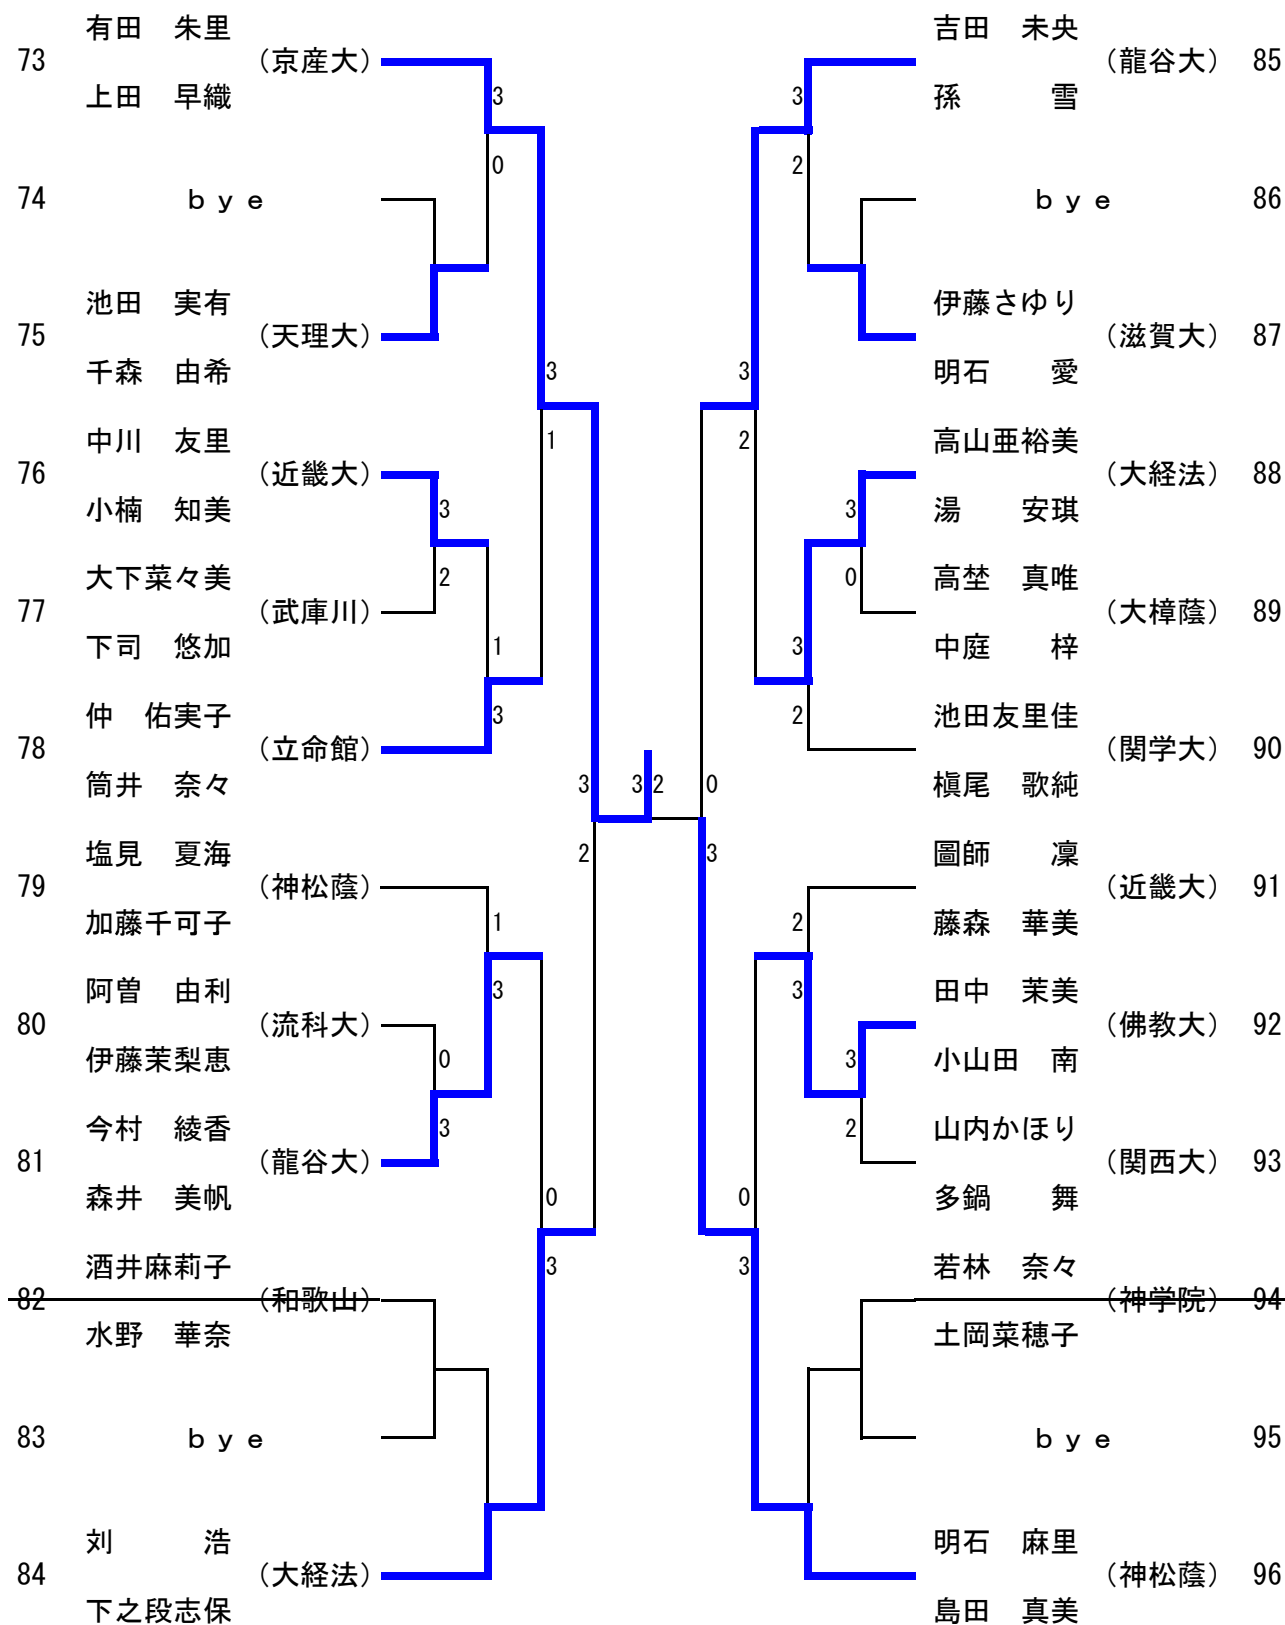 有田　朱里
73 （京産大）
上田　早織
3
0
74 ｂｙｅ
池田　実有
75 （天理大）
千森　由希
3
1
中川　友里
76 （近畿大）
小楠　知美
3
2
大下菜々美
77 （武庫川）
下司　悠加
1
3
仲　佑実子
78 （立命館）
筒井　奈々
3
2
塩見　夏海
79 （神松蔭）
加藤千可子
1
3
阿曽　由利
80 （流科大）
伊藤茉梨恵
0
3
今村　綾香
81 （龍谷大）
森井　美帆
0
3
酒井麻莉子
82 （和歌山）
水野　華奈
83 ｂｙｅ
刘　　　浩
84 （大経法）
下之段志保
3 2
吉田　未央
（龍谷大） 85
孫　　　雪
3
2
ｂｙｅ 86
伊藤さゆり
（滋賀大） 87
明石　　愛
3
2
高山亜裕美
（大経法） 88
湯　　安琪
3
0
高埜　真唯
（大樟蔭） 89
中庭　　梓
3
2
池田友里佳
（関学大） 90
槇尾　歌純
0
3
圖師　　凜
（近畿大） 91
藤森　華美
2
3
田中　茉美
（佛教大） 92
小山田　南
3
2
山内かほり
（関西大） 93
多鍋　　舞
0
3
若林　奈々
（神学院） 94
土岡菜穂子
ｂｙｅ 95
明石　麻里
（神松蔭） 96
島田　真美